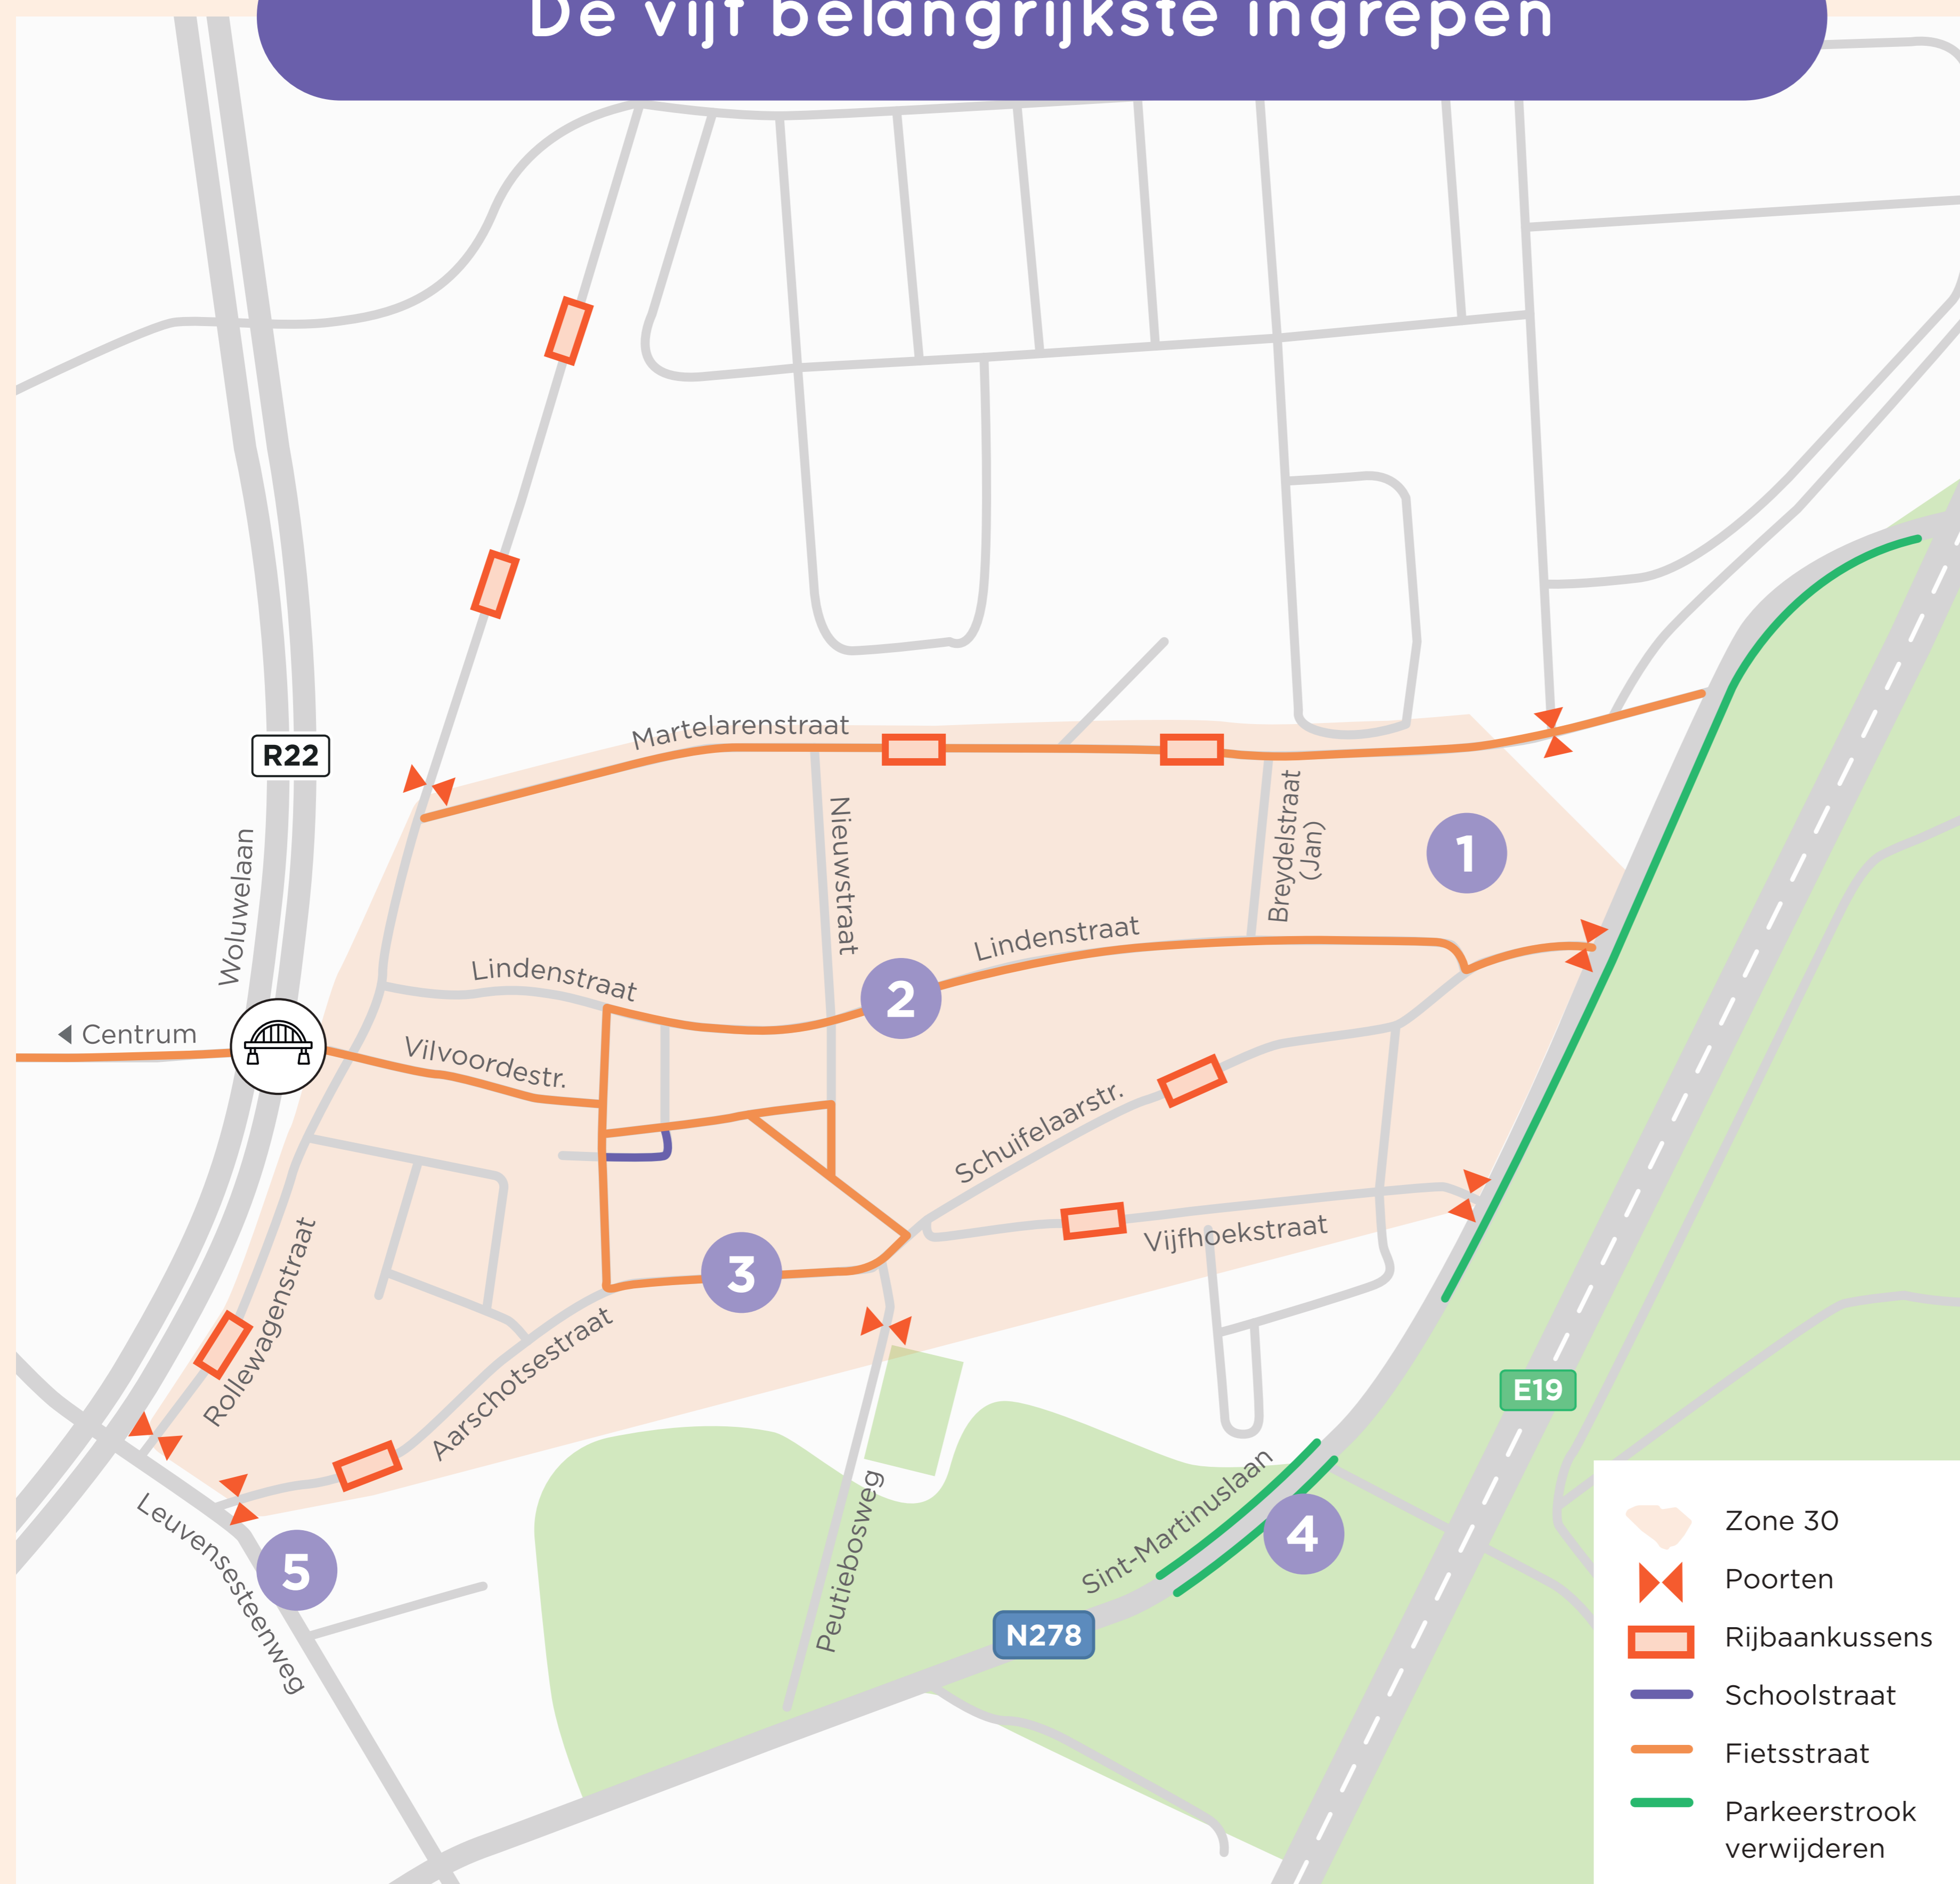 De vijf belangrijkste ingrepen
Martelarenstraat
R22
Nieuwstraat
Breydelstraat
(Jan)
1
Woluwelaan
Lindenstraat
Lindenstraat
2
Centrum
Vilvoordestr.
Schuifelaarstr.
Vijfhoekstraat
3
Rollewagenstraat
Aarschotsestraat
E19
Sint-Martinuslaan
4
Leuvensesteenweg
5
Peutiebosweg
N278
Zone 30
Poorten
Rijbaankussens
Schoolstraat
Fietsstraat
Parkeerstrook
verwijderen